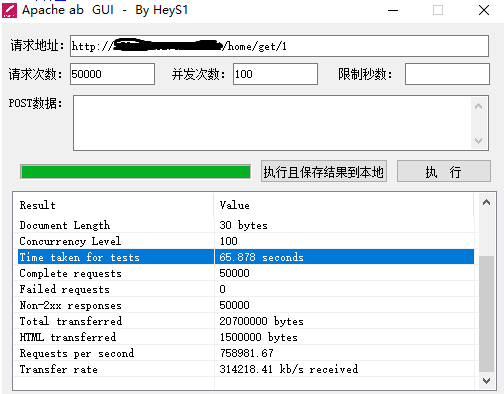 Apache ab GUI - By HeyS1
请求地址: http:// /home/get/1
请求次数: 50000 并发次数: 100 限制秒数:
POST数据:
执行且保存结果到本地 执 行
Result Value
Document Length 30 bytes
Concurrency Level 100
Time taken for tests 65.878 seconds
Complete requests 50000
Failed requests 0
Non-2xx responses 50000
Total transferred 20700000 bytes
HTML transferred 1500000 bytes
Requests per second 758981.67
Transfer rate 314218.41 kb/s received